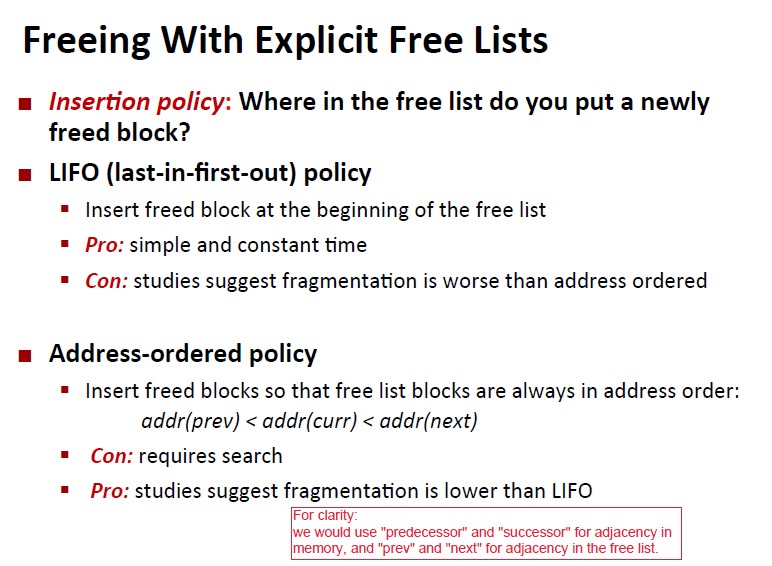 Freeing With Explicit Free Lists
Insertion policy: Where in the free list do you put a newly
freed block?
LIFO (last-in-first-out) policy
Insert freed block at the beginning of the free list
Pro: simple and constant time
Con: studies suggest fragmentation is worse than address ordered
Address-ordered policy
Insert freed blocks so that free list blocks are always in address order:
addr(prev) < addr(curr) < addr(next)
Con: requires search
Pro: studies suggest fragmentation is lower than LIFO
For clarity:
we would use "predecessor" and "successor" for adjacency in
memory, and "prev" and "next" for adjacency in the free list.